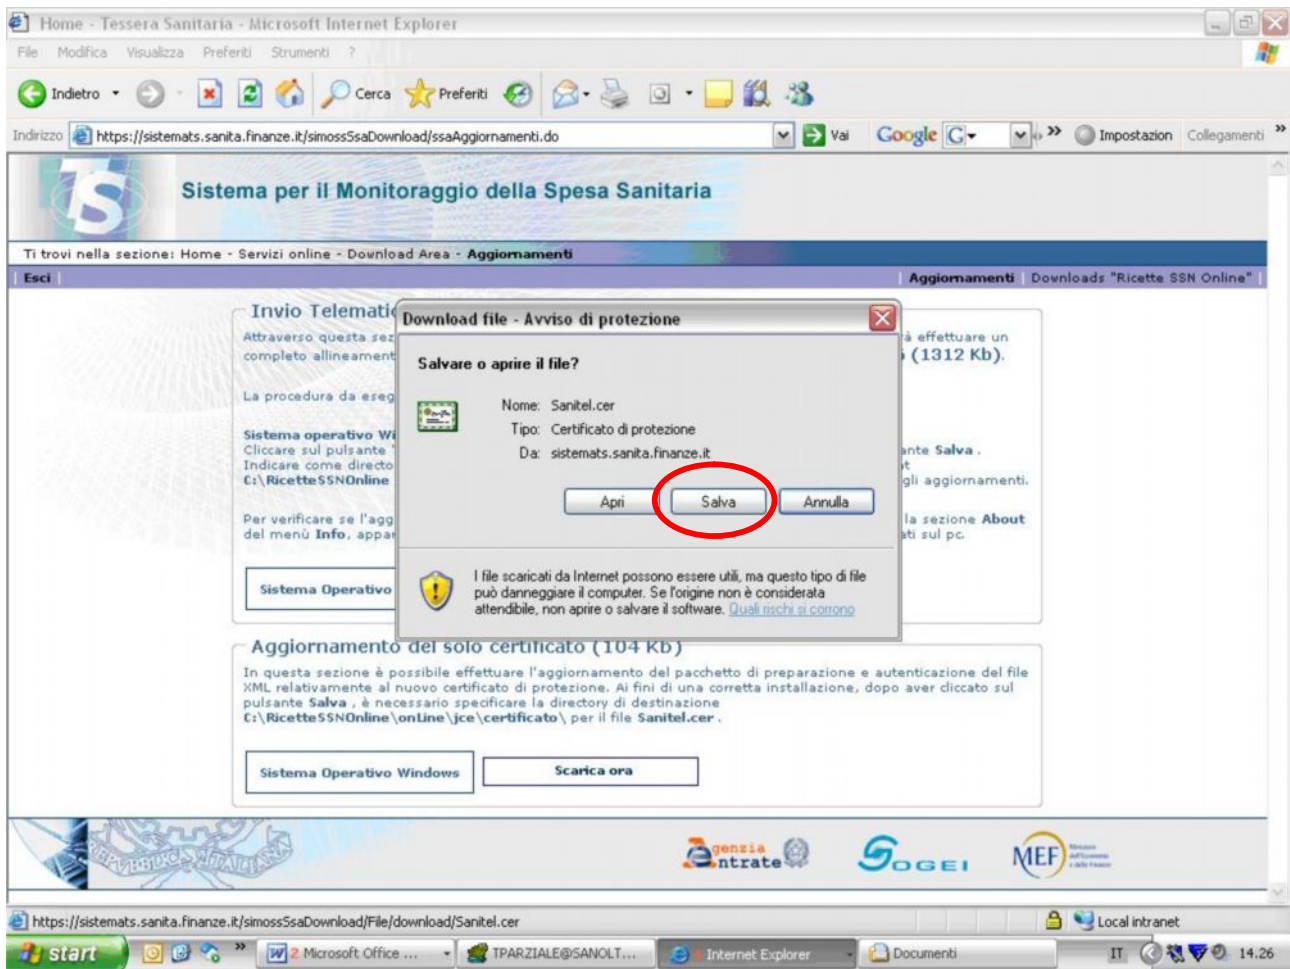 Home - Tessera Sanitaria - Microsoft Internet Explorer
File Modifica Visualizza Preferiti Strumenti ?
Indietro Cerca Preferiti
Indirizzo https://sistemats.sanita.finanze.it/simossSsaDownload/ssaAggiornamenti.do Vai Google G Impostazion Collegamenti »
TS Sistema per il Monitoraggio della Spesa Sanitaria
Ti trovi nella sezione: Home - Servizi online - Download Area - Aggiornamenti
| Esci | | Aggiornamenti | Downloads "Ricette SSN Online" |
Invio Telematic
Attraverso questa sez
à effettuare un
completo allineament
(1312 Kb).
La procedura da eseg
Sistema operativo Wi
Cliccare sul pulsante
ante Salva .
Indicare come directo
C:\RicetteSSNOnline
gli aggiornamenti.
Per verificare se l'agg
la sezione About
del menù Info, appar
ati sul pc.
Sistema Operativo
Download file - Avviso di protezione
Salvare o aprire il file?
Nome: Sanitel.cer
Tipo: Certificato di protezione
Da: sistemats.sanita.finanze.it
Apri Salva Annulla
I file scaricati da Internet possono essere utili, ma questo tipo di file
può danneggiare il computer. Se l'origine non è considerata
attendibile, non aprire o salvare il software. Quali rischi si corrono
Aggiornamento del solo certificato (104 Kb)
In questa sezione è possibile effettuare l'aggiornamento del pacchetto di preparazione e autenticazione del file
XML relativamente al nuovo certificato di protezione. Ai fini di una corretta installazione, dopo aver cliccato sul
pulsante Salva , è necessario specificare la directory di destinazione
C:\RicetteSSNOnline\onLine\jce\certificato\ per il file Sanitel.cer .
Sistema Operativo Windows Scarica ora
REPVBBLICA ITALIANA
Agenzia Entrate SOGEI MEF
https://sistemats.sanita.finanze.it/simossSsaDownload/File/download/Sanitel.cer Local intranet
start » 2 Microsoft Office ... TPARZIALE@SANOLT... Internet Explorer Documenti IT 14.26